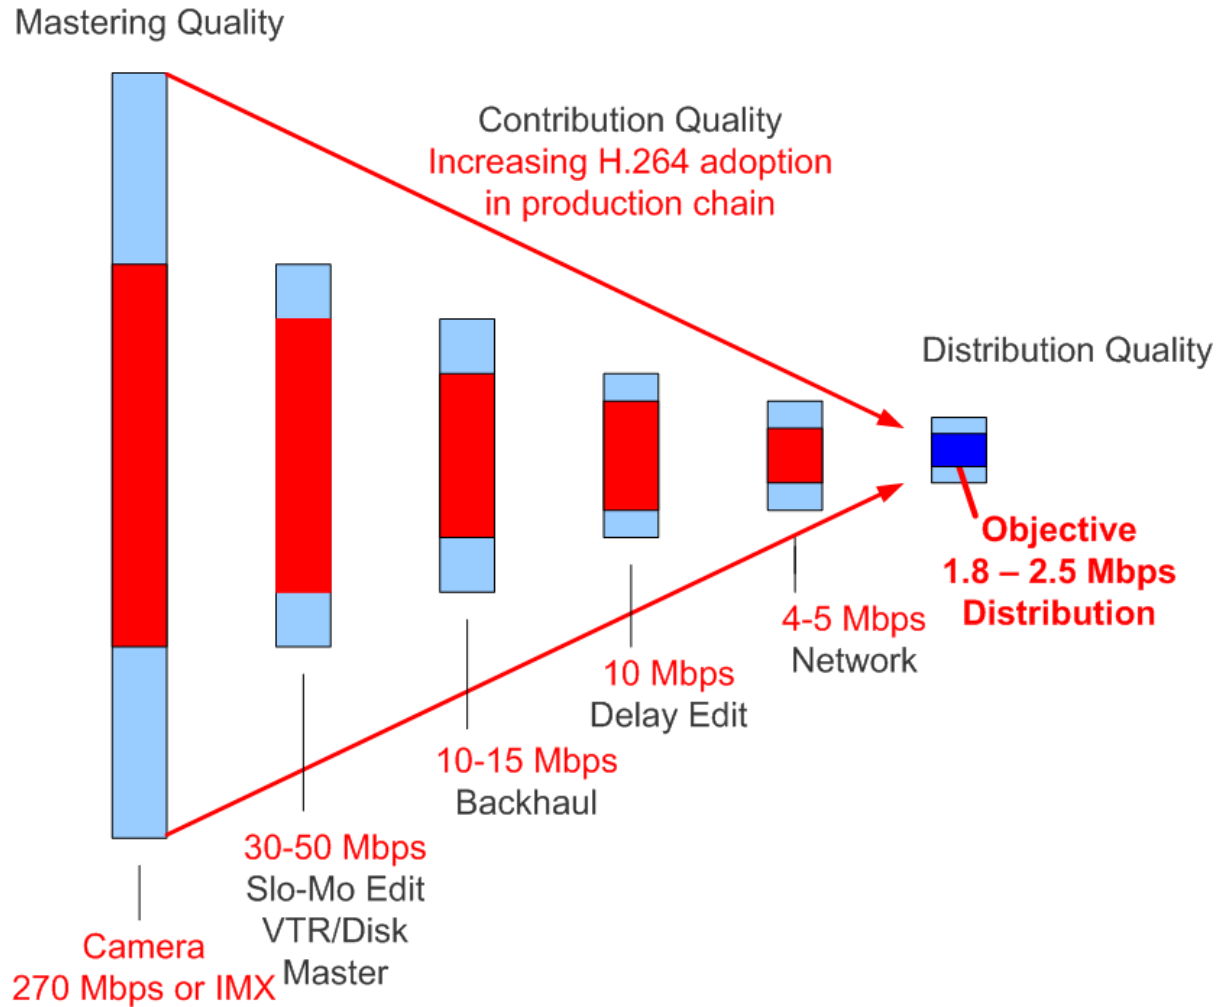 Mastering Quality
Contribution Quality
Increasing H.264 adoption
in production chain
Distribution Quality
Objective
1.8 – 2.5 Mbps
Distribution
4-5 Mbps
Network
10 Mbps
Delay Edit
10-15 Mbps
Backhaul
30-50 Mbps
Slo-Mo Edit
VTR/Disk
Master
Camera
270 Mbps or IMX